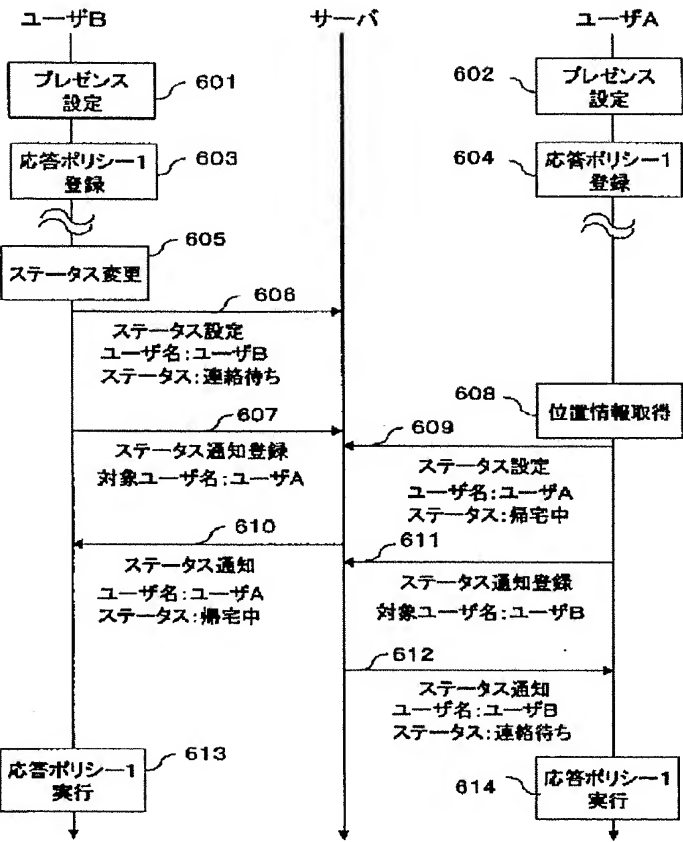 ユーザB
サーバ
ユーザA
プレゼンス
設定
601
602
プレゼンス
設定
応答ポリシー1
登録
603
604
応答ポリシー1
登録
605
ステータス変更
606
ステータス設定
ユーザ名:ユーザB
ステータス:連絡待ち
607
ステータス通知登録
対象ユーザ名:ユーザA
608
位置情報取得
609
ステータス設定
ユーザ名:ユーザA
ステータス:帰宅中
610
ステータス通知
ユーザ名:ユーザA
ステータス:帰宅中
611
ステータス通知登録
対象ユーザ名:ユーザB
612
ステータス通知
ユーザ名:ユーザB
ステータス:連絡待ち
応答ポリシー1
実行
613
614
応答ポリシー1
実行